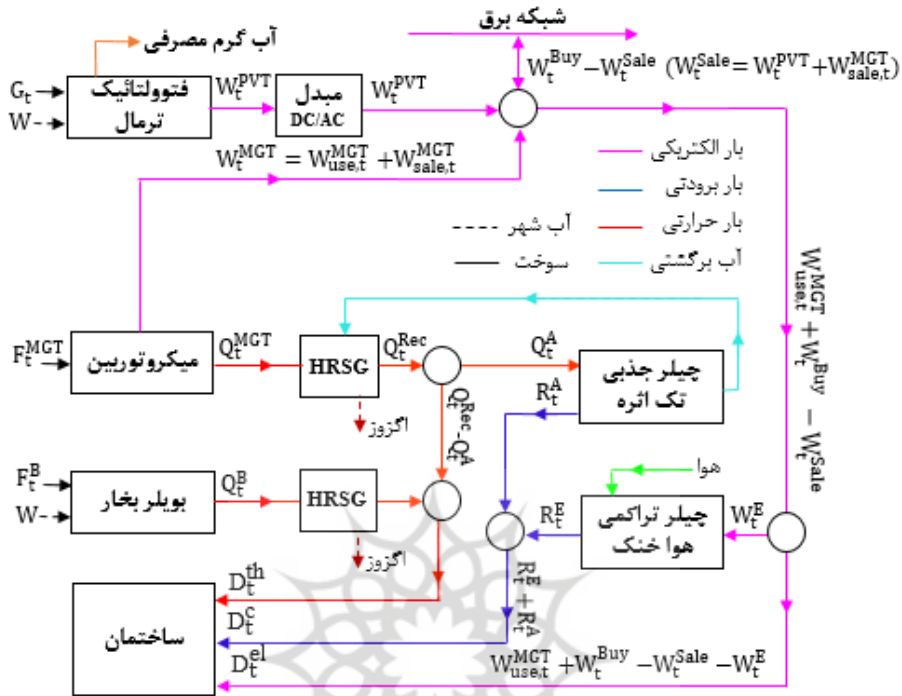 شبکه برق
آب گرم مصرفی
W_t^Buy − W_t^Sale (W_t^Sale = W_t^PVT + W_sale,t^MGT)
G_t
W-
فتوولتائیک
ترمال
W_t^PVT
مبدل
DC/AC
W_t^PVT
W_t^MGT = W_use,t^MGT + W_sale,t^MGT
بار الکتریکی
بار برودتی
بار حرارتی
آب برگشتی
آب شهر
سوخت
W_use,t^MGT + W_t^Buy − W_t^Sale
F_t^MGT
میکروتوربین
Q_t^MGT
HRSG
Q_t^Rec
Q_t^A
چیلر جذبی
تک اثره
R_t^A
اگزوز
Q_t^Rec-Q_t^A
F_t^B
W-
بویلر بخار
Q_t^B
HRSG
اگزوز
هوا
چیلر تراکمی
هوا خنک
R_t^E
W_t^E
R_t^E + R_t^A
ساختمان
D_t^th
D_t^c
D_t^el
W_use,t^MGT + W_t^Buy − W_t^Sale − W_t^E